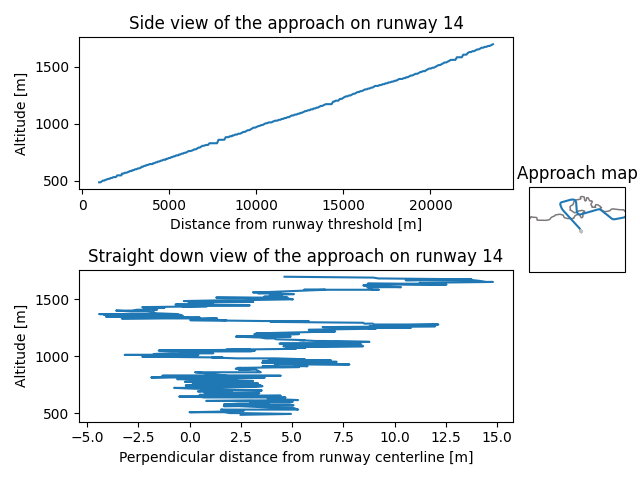 Side view of the approach on runway 14
Altitude [m]
1500
1000
500
0
5000
10000
15000
20000
Distance from runway threshold [m]
Approach map
Straight down view of the approach on runway 14
Altitude [m]
1500
1000
500
−5.0
−2.5
0.0
2.5
5.0
7.5
10.0
12.5
15.0
Perpendicular distance from runway centerline [m]